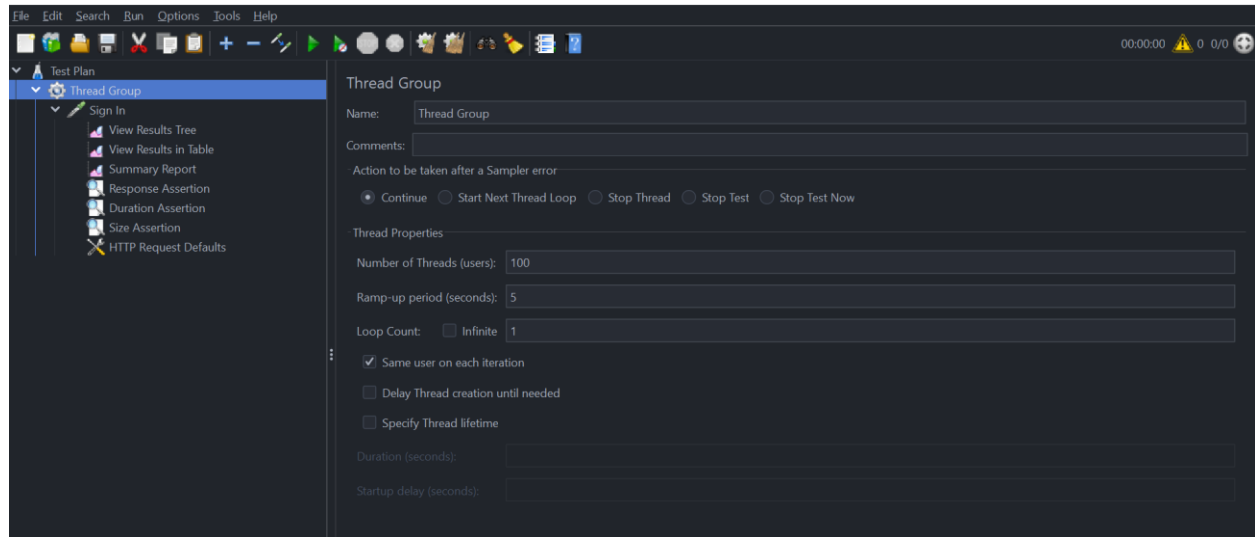 File Edit Search Run Options Tools Help
00:00:00 0 0/0
Test Plan
Thread Group
Sign In
View Results Tree
View Results in Table
Summary Report
Response Assertion
Duration Assertion
Size Assertion
HTTP Request Defaults
Thread Group
Name: Thread Group
Comments:
Action to be taken after a Sampler error
Continue Start Next Thread Loop Stop Thread Stop Test Stop Test Now
Thread Properties
Number of Threads (users): 100
Ramp-up period (seconds): 5
Loop Count: Infinite 1
Same user on each iteration
Delay Thread creation until needed
Specify Thread lifetime
Duration (seconds):
Startup delay (seconds):